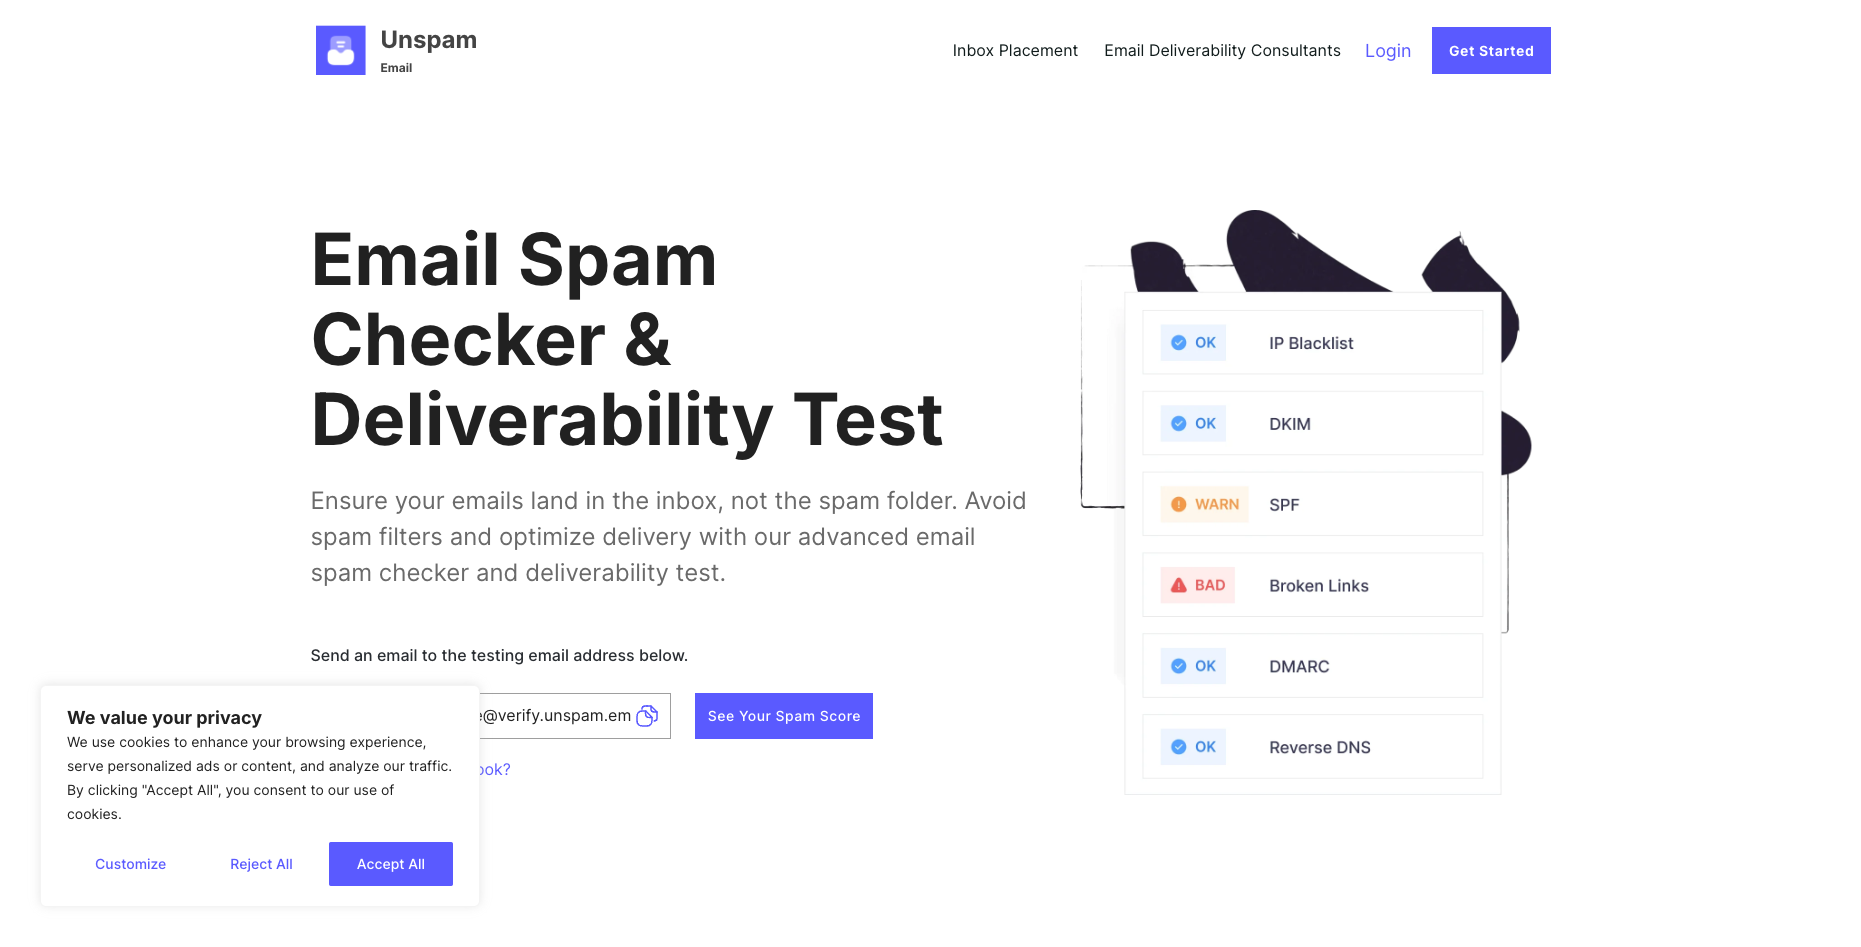 Unspam
Email
Inbox Placement
Email Deliverability Consultants
Login
Get Started
Email Spam
Checker &
Deliverability Test
Ensure your emails land in the inbox, not the spam folder. Avoid
spam filters and optimize delivery with our advanced email
spam checker and deliverability test.
Send an email to the testing email address below.
e@verify.unspam.em
See Your Spam Score
OK IP Blacklist
OK DKIM
WARN SPF
BAD Broken Links
OK DMARC
OK Reverse DNS
We value your privacy
We use cookies to enhance your browsing experience,
serve personalized ads or content, and analyze our traffic.
By clicking "Accept All", you consent to our use of
cookies.
Customize
Reject All
Accept All